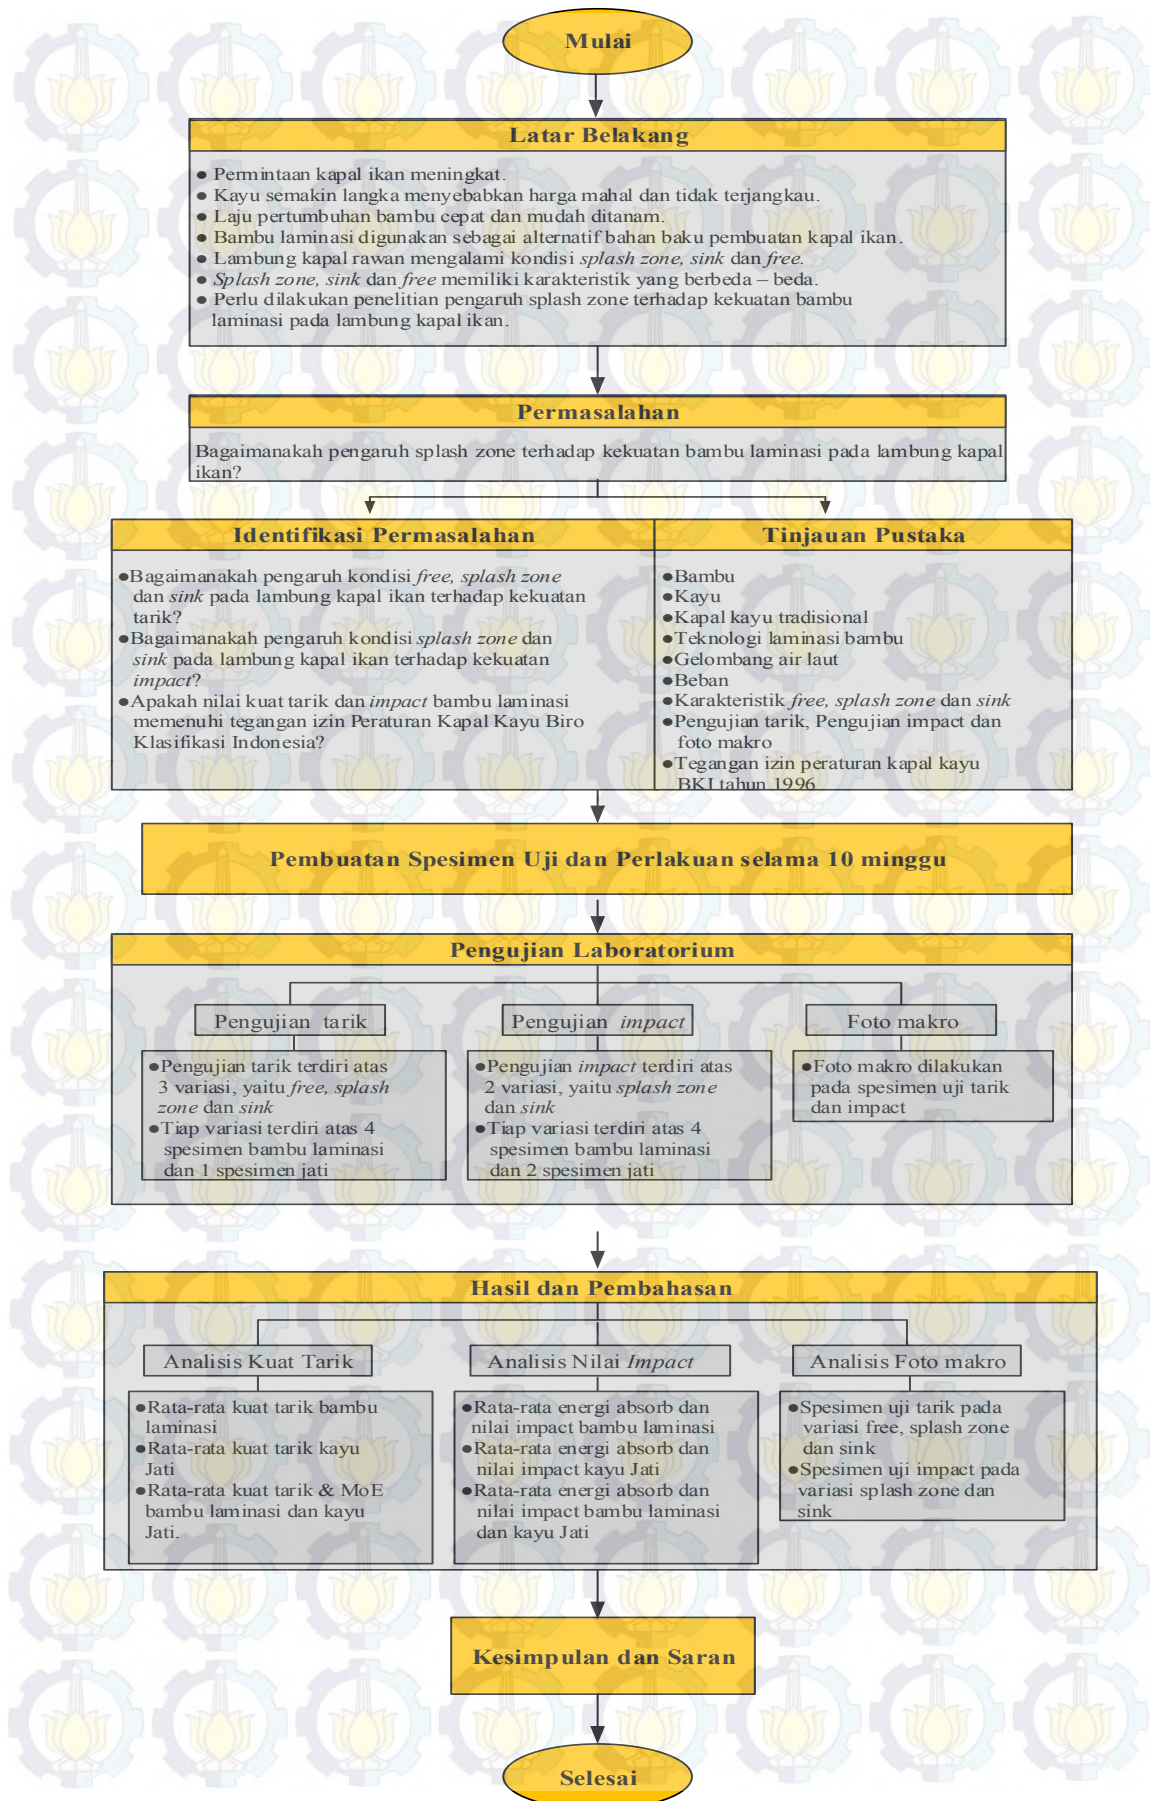 Mulai
Latar Belakang
● Permintaan kapal ikan meningkat.
● Kayu semakin langka menyebabkan harga mahal dan tidak terjangkau.
● Laju pertumbuhan bambu cepat dan mudah ditanam.
● Bambu laminasi digunakan sebagai alternatif bahan baku pembuatan kapal ikan.
● Lambung kapal rawan mengalami kondisi splash zone, sink dan free.
● Splash zone, sink dan free memiliki karakteristik yang berbeda – beda.
● Perlu dilakukan penelitian pengaruh splash zone terhadap kekuatan bambu
laminasi pada lambung kapal ikan.
Permasalahan
Bagaimanakah pengaruh splash zone terhadap kekuatan bambu laminasi pada lambung kapal
ikan?
Identifikasi Permasalahan
●Bagaimanakah pengaruh kondisi free, splash zone
dan sink pada lambung kapal ikan terhadap kekuatan
tarik?
●Bagaimanakah pengaruh kondisi splash zone dan
sink pada lambung kapal ikan terhadap kekuatan
impact?
●Apakah nilai kuat tarik dan impact bambu laminasi
memenuhi tegangan izin Peraturan Kapal Kayu Biro
Klasifikasi Indonesia?
Tinjauan Pustaka
●Bambu
●Kayu
●Kapal kayu tradisional
●Teknologi laminasi bambu
●Gelombang air laut
●Beban
●Karakteristik free, splash zone dan sink
●Pengujian tarik, Pengujian impact dan
foto makro
●Tegangan izin peraturan kapal kayu
BKI tahun 1996
Pembuatan Spesimen Uji dan Perlakuan selama 10 minggu
Pengujian Laboratorium
Pengujian tarik
●Pengujian tarik terdiri atas
3 variasi, yaitu free, splash
zone dan sink
●Tiap variasi terdiri atas 4
spesimen bambu laminasi
dan 1 spesimen jati
Pengujian impact
●Pengujian impact terdiri atas
2 variasi, yaitu splash zone
dan sink
●Tiap variasi terdiri atas 4
spesimen bambu laminasi
dan 2 spesimen jati
Foto makro
●Foto makro dilakukan
pada spesimen uji tarik
dan impact
Hasil dan Pembahasan
Analisis Kuat Tarik
●Rata-rata kuat tarik bambu
laminasi
●Rata-rata kuat tarik kayu
Jati
●Rata-rata kuat tarik & MoE
bambu laminasi dan kayu
Jati.
Analisis Nilai Impact
●Rata-rata energi absorb dan
nilai impact bambu laminasi
●Rata-rata energi absorb dan
nilai impact kayu Jati
●Rata-rata energi absorb dan
nilai impact bambu laminasi
dan kayu Jati
Analisis Foto makro
●Spesimen uji tarik pada
variasi free, splash zone
dan sink
●Spesimen uji impact pada
variasi splash zone dan
sink
Kesimpulan dan Saran
Selesai